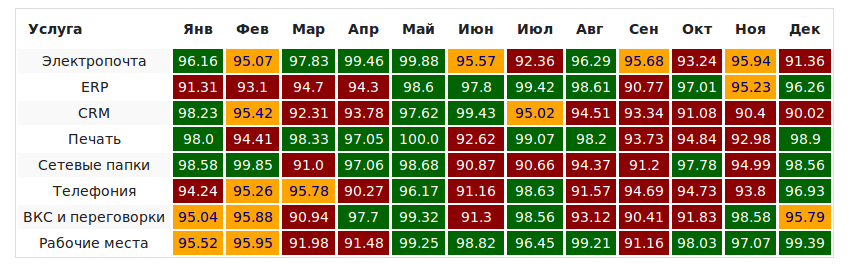 Услуга Янв Фев Мар Апр Май Июн Июл Авг Сен Окт Ноя Дек
Электропочта 96.16 95.07 97.83 99.46 99.88 95.57 92.36 96.29 95.68 93.24 95.94 91.36
ERP 91.31 93.1 94.7 94.3 98.6 97.8 99.42 98.61 90.77 97.01 95.23 96.26
CRM 98.23 95.42 92.31 93.78 97.62 99.43 95.02 94.51 93.34 91.08 90.4 90.02
Печать 98.0 94.41 98.33 97.05 100.0 92.62 99.07 98.2 93.73 94.84 92.98 98.9
Сетевые папки 98.58 99.85 91.0 97.06 98.68 90.87 90.66 94.37 91.2 97.78 94.99 98.56
Телефония 94.24 95.26 95.78 90.27 96.17 91.16 98.63 91.57 94.69 94.73 93.8 96.93
ВКС и переговорки 95.04 95.88 90.94 97.7 99.32 91.3 98.56 93.12 90.41 91.83 98.58 95.79
Рабочие места 95.52 95.95 91.98 91.48 99.25 98.82 96.45 99.21 91.16 98.03 97.07 99.39